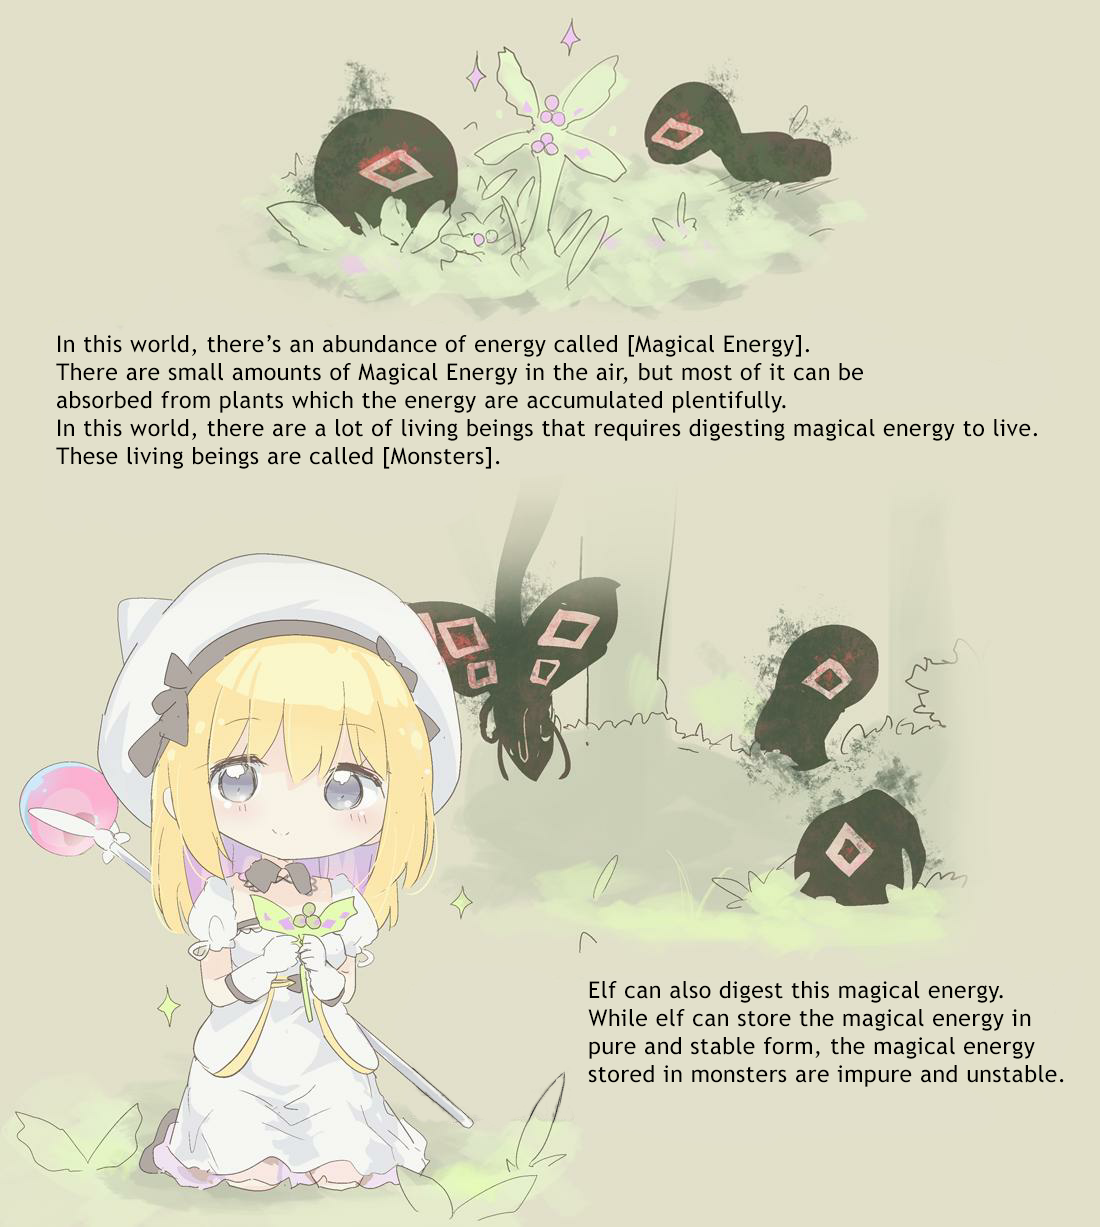 In this world, there’s an abundance of energy called [Magical Energy].
There are small amounts of Magical Energy in the air, but most of it can be
absorbed from plants which the energy are accumulated plentifully.
In this world, there are a lot of living beings that requires digesting magical energy to live.
These living beings are called [Monsters].
Elf can also digest this magical energy.
While elf can store the magical energy in
pure and stable form, the magical energy
stored in monsters are impure and unstable.